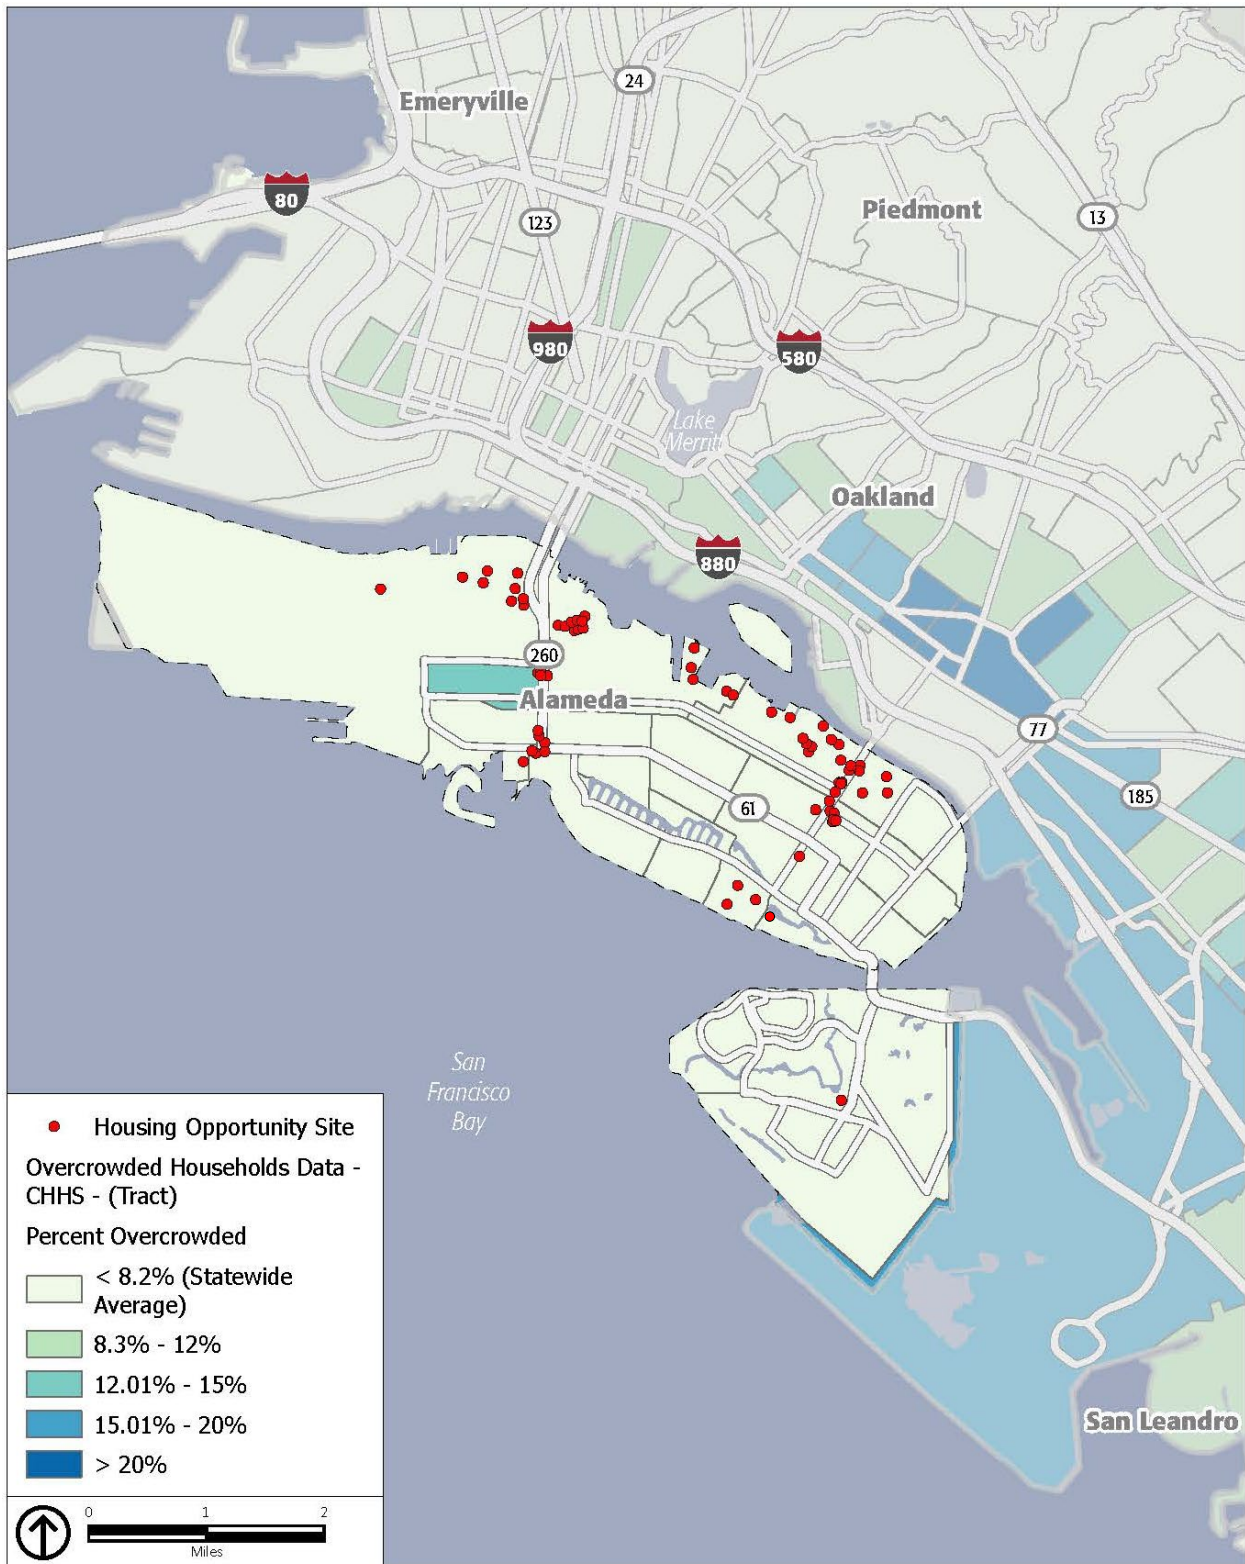 24
Emeryville
80
Piedmont
123
13
980
580
Lake
Merritt
Oakland
880
260
Alameda
77
61
185
San
Francisco
Bay
Housing Opportunity Site
Overcrowded Households Data -
CHHS - (Tract)
Percent Overcrowded
< 8.2% (Statewide
Average)
8.3% - 12%
12.01% - 15%
15.01% - 20%
> 20%
San Leandro
0 1 2
Miles